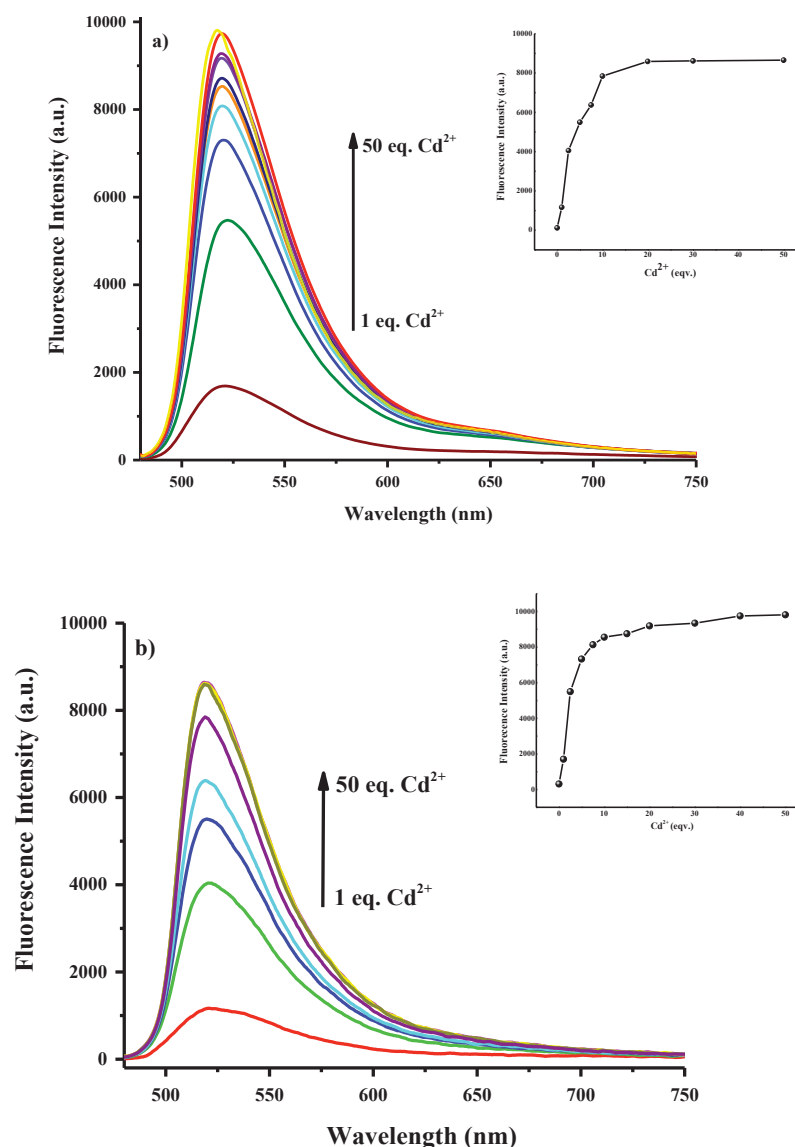 a)
10000
8000
6000
4000
2000
0
Fluorescence Intensity (a.u.)
50 eq. Cd²⁺
1 eq. Cd²⁺
500 550 600 650 700 750
Wavelength (nm)
10000
8000
6000
4000
2000
0
Fluorescence Intensity (a.u.)
0 10 20 30 40 50
Cd²⁺ (eqv.)
b)
10000
8000
6000
4000
2000
0
Fluorescence Intensity (a.u.)
50 eq. Cd²⁺
1 eq. Cd²⁺
500 550 600 650 700 750
Wavelength (nm)
10000
8000
6000
4000
2000
0
Fluorecence Intensity (a.u.)
0 10 20 30 40 50
Cd²⁺ (eqv.)